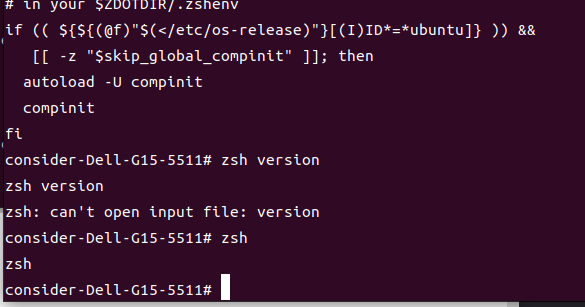 # in your $ZDOTDIR/.zshenv
if (( ${${(@f)"$(</etc/os-release)"}[(I)ID*=*ubuntu]} )) &&
   [[ -z "$skip_global_compinit" ]]; then
  autoload -U compinit
  compinit
fi
consider-Dell-G15-5511# zsh version
zsh version
zsh: can't open input file: version
consider-Dell-G15-5511# zsh
zsh
consider-Dell-G15-5511#